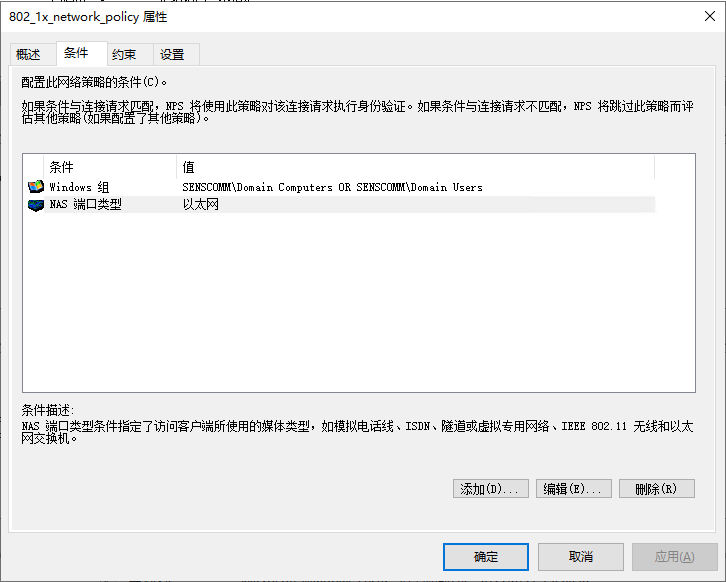 802_1x_network_policy 属性
概述 条件 约束 设置
配置此网络策略的条件(C)。
如果条件与连接请求匹配，NPS 将使用此策略对该连接请求执行身份验证。如果条件与连接请求不匹配，NPS 将跳过此策略而评
估其他策略(如果配置了其他策略)。
条件 值
Windows 组 SENSCOMM\Domain Computers OR SENSCOMM\Domain Users
NAS 端口类型 以太网
条件描述:
NAS 端口类型条件指定了访问客户端所使用的媒体类型，如模拟电话线、ISDN、隧道或虚拟专用网络、IEEE 802.11 无线和以太
网交换机。
添加(D)... 编辑(E)... 删除(R)
确定 取消 应用(A)